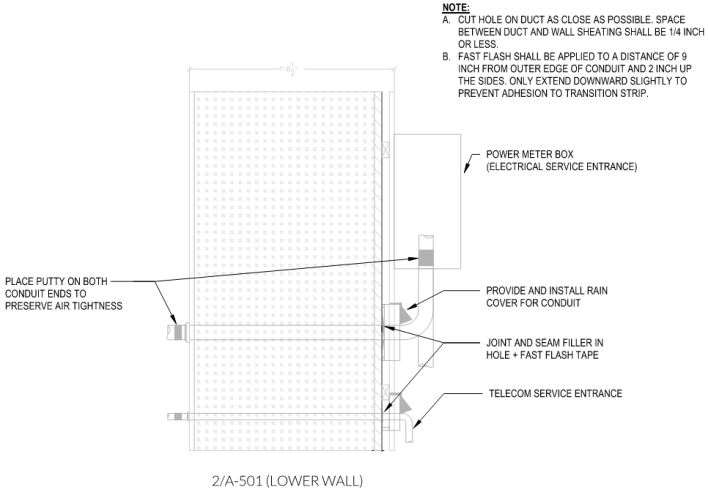 NOTE:
A. CUT HOLE ON DUCT AS CLOSE AS POSSIBLE. SPACE
BETWEEN DUCT AND WALL SHEATING SHALL BE 1/4 INCH
OR LESS.
B. FAST FLASH SHALL BE APPLIED TO A DISTANCE OF 9
INCH FROM OUTER EDGE OF CONDUIT AND 2 INCH UP
THE SIDES. ONLY EXTEND DOWNWARD SLIGHTLY TO
PREVENT ADHESION TO TRANSITION STRIP.
POWER METER BOX
(ELECTRICAL SERVICE ENTRANCE)
PLACE PUTTY ON BOTH
CONDUIT ENDS TO
PRESERVE AIR TIGHTNESS
PROVIDE AND INSTALL RAIN
COVER FOR CONDUIT
JOINT AND SEAM FILLER IN
HOLE + FAST FLASH TAPE
TELECOM SERVICE ENTRANCE
2/A-501 (LOWER WALL)